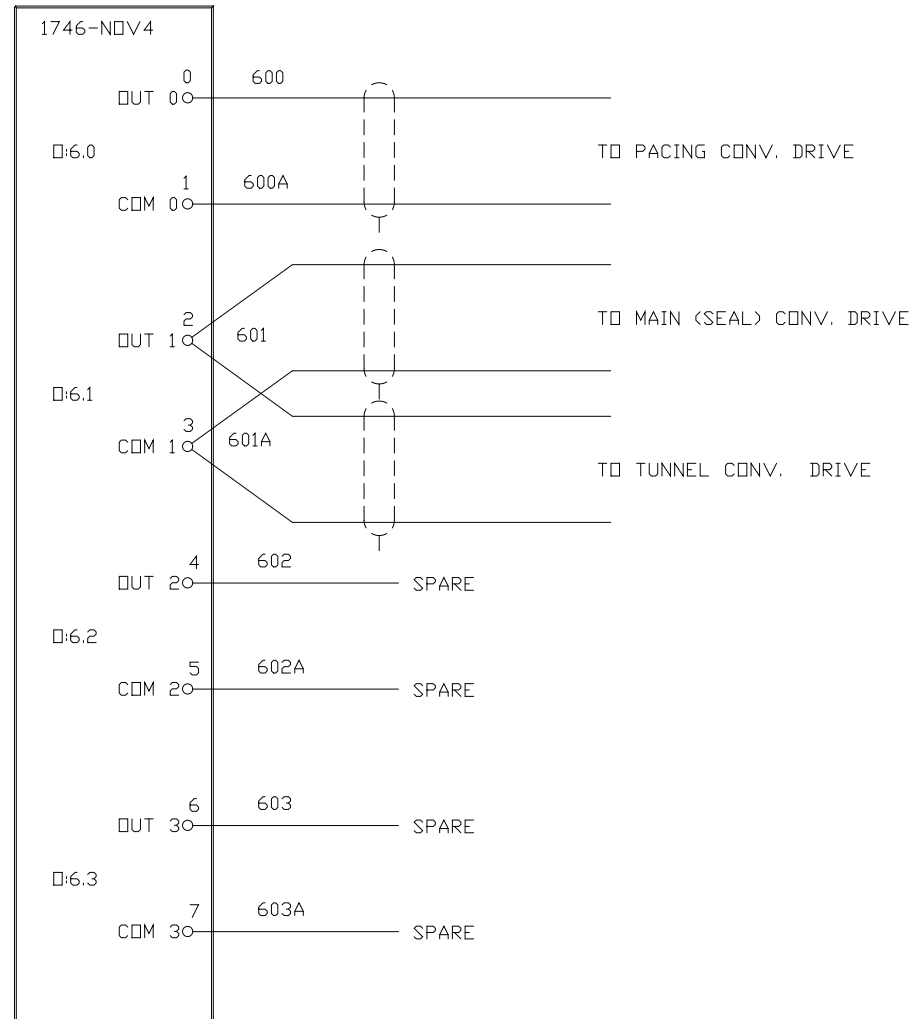 1746-NOV4
0 600
OUT 0
O:6.0 TO PACING CONV. DRIVE
1 600A
COM 0
2
TO MAIN (SEAL) CONV. DRIVE
OUT 1 601
O:6.1
3
COM 1 601A
TO TUNNEL CONV. DRIVE
4 602
OUT 2 SPARE
O:6.2
5 602A
COM 2 SPARE
6 603
OUT 3 SPARE
O:6.3
7 603A
COM 3 SPARE